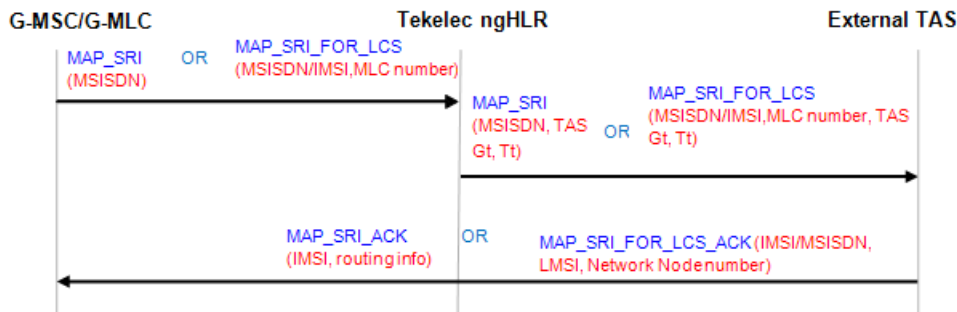 G-MSC/G-MLC
Tekelec ngHLR
External TAS
MAP_SRI
(MSISDN)
OR
MAP_SRI_FOR_LCS
(MSISDN/IMSI,MLC number)
MAP_SRI
(MSISDN, TAS
Gt, Tt)
OR
MAP_SRI_FOR_LCS
(MSISDN/IMSI,MLC number, TAS
Gt, Tt)
MAP_SRI_ACK
(IMSI, routing info)
OR
MAP_SRI_FOR_LCS_ACK (IMSI/MSISDN,
LMSI, Network Node number)